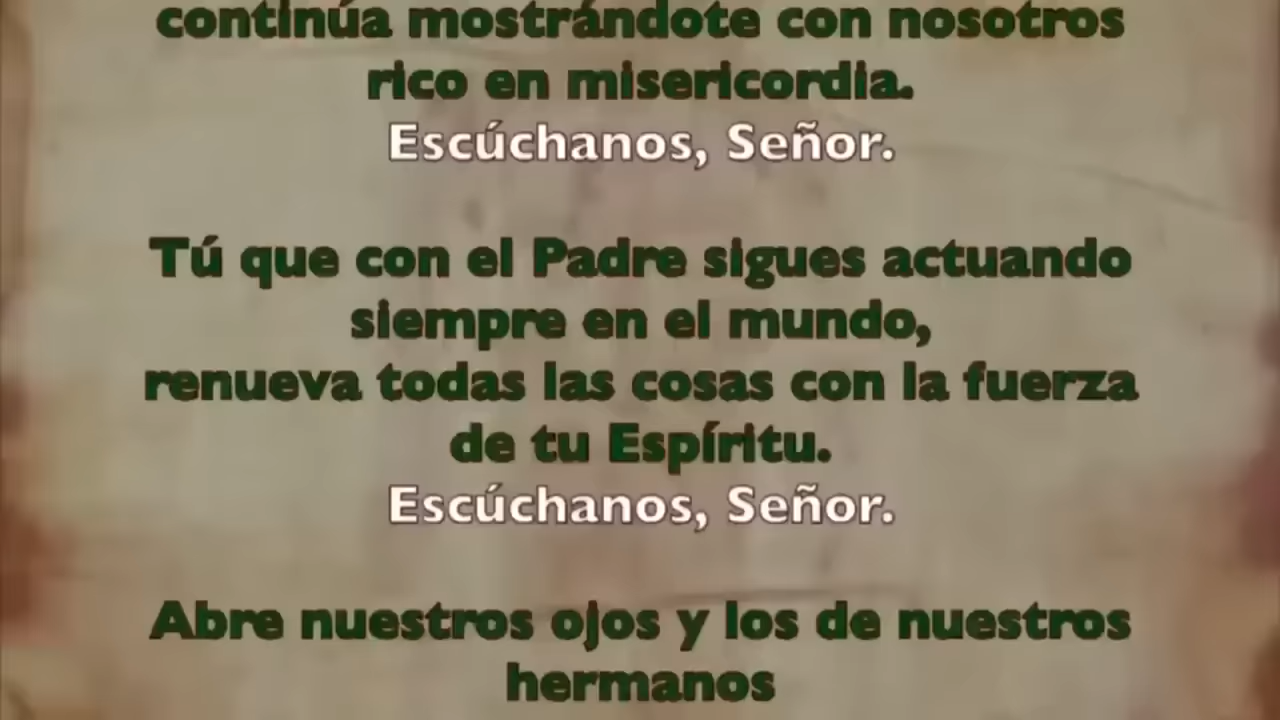 continúa mostrándote con nosotros
rico en misericordia.
Escúchanos, Señor.
Tú que con el Padre sigues actuando
siempre en el mundo,
renueva todas las cosas con la fuerza
de tu Espíritu.
Escúchanos, Señor.
Abre nuestros ojos y los de nuestros
hermanos